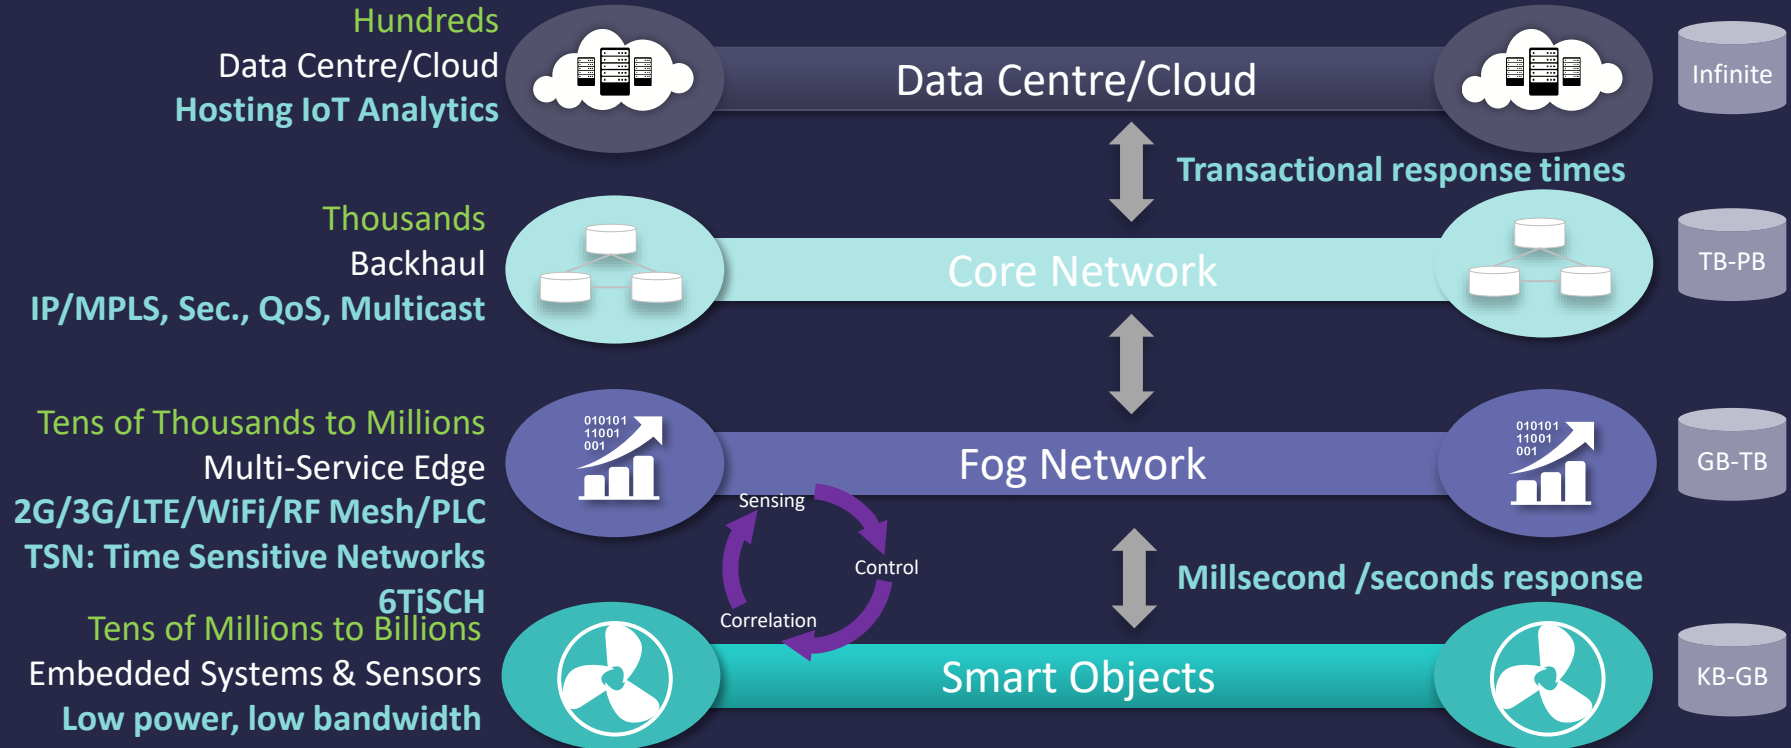 Hundreds
Data Centre/Cloud
Hosting IoT Analytics
Data Centre/Cloud
Infinite
Transactional response times
Thousands
Backhaul
IP/MPLS, Sec., QoS, Multicast
Core Network
TB-PB
Tens of Thousands to Millions
Multi-Service Edge
2G/3G/LTE/WiFi/RF Mesh/PLC
TSN: Time Sensitive Networks
6TiSCH
010101
11001
001
Fog Network
010101
11001
001
GB-TB
Sensing
Control
Correlation
Millsecond /seconds response
Tens of Millions to Billions
Embedded Systems & Sensors
Low power, low bandwidth
Smart Objects
KB-GB